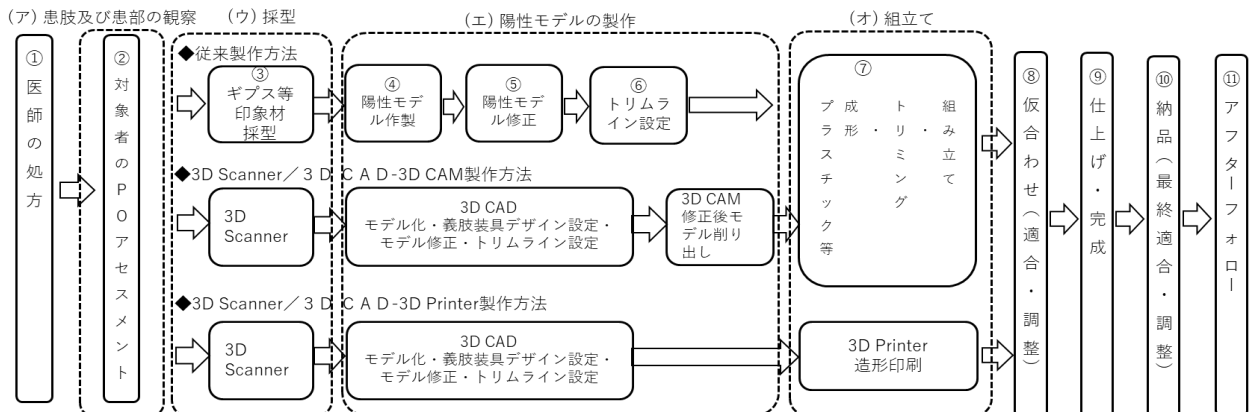 (ア) 患肢及び患部の観察
(ウ) 採型
(エ) 陽性モデルの製作
(オ) 組立て
①医師の処方
②対象者のPOアセスメント
◆従来製作方法
③
ギプス等
印象材
採型
④
陽性モデ
ル作製
⑤
陽性モデ
ル修正
⑥
トリムラ
イン設定
⑦
組み立て
・
トリミング
・
成形
プラスチック等
◆3D Scanner／３Ｄ ＣＡＤ-3D CAM製作方法
3D
Scanner
3D CAD
モデル化・義肢装具デザイン設定・
モデル修正・トリムライン設定
3D CAM
修正後モ
デル削り
出し
◆3D Scanner／３Ｄ ＣＡＤ-3D Printer製作方法
3D
Scanner
3D CAD
モデル化・義肢装具デザイン設定・
モデル修正・トリムライン設定
3D Printer
造形印刷
⑧仮合わせ（適合・調整）
⑨仕上げ・完成
⑩納品（最終適合・調整）
⑪アフターフォロー